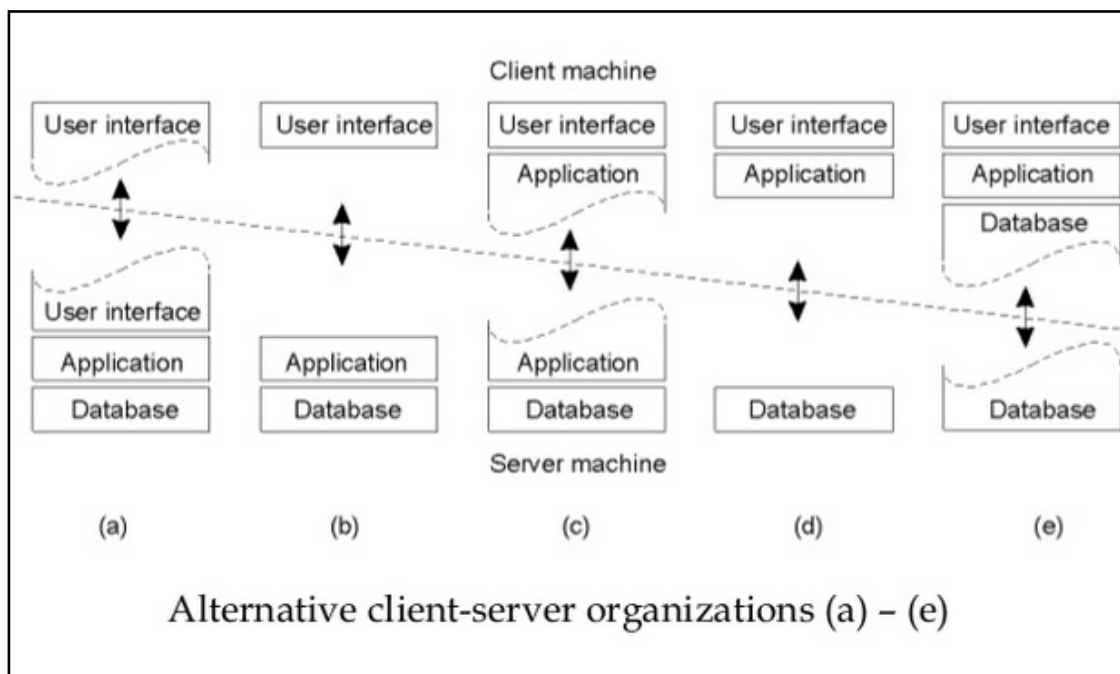 Client machine
User interface User interface User interface User interface User interface
Application Application Application
Database
User interface
Application Application Application
Database Database Database Database Database
Server machine
(a) (b) (c) (d) (e)
Alternative client-server organizations (a) – (e)